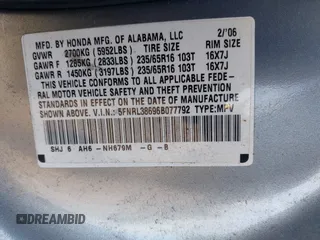 MFD. BY HONDA MFG. OF ALABAMA, LLC 2/'06
GVWR 2700KG (5952LBS) TIRE SIZE RIM SIZE
GAWR F 1285KG (2833LBS) 235/65R16 103T 16X7J
GAWR R 1450KG (3197LBS) 235/65R16 103T 16X7J
THIS VEHICLE CONFORMS TO ALL APPLICABLE FEDE-
RAL MOTOR VEHICLE SAFETY AND THEFT PREVENTION
STANDARDS IN EFFECT ON THE DATE OF MANUFACTURE
SHOWN ABOVE. V.I.N.: 5FNRL38696B077792 TYPE:MPV
SHJ 6 AH6 -NH679M -G -B
DREAMBID